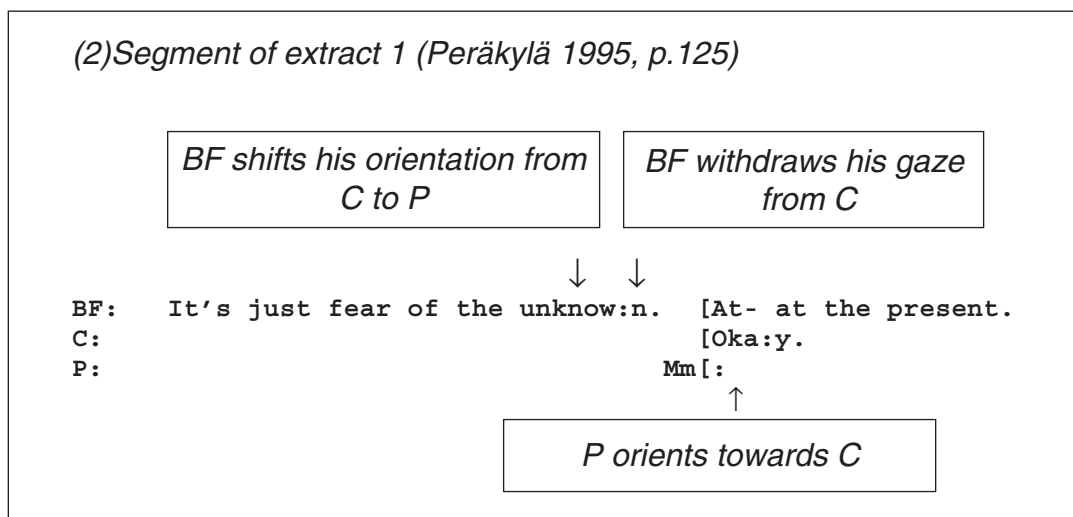 (2)Segment of extract 1 (Peräkylä 1995, p.125)
BF shifts his orientation from
C to P
BF withdraws his gaze
from C
↓ ↓
BF: It's just fear of the unknow:n. [At- at the present.
C: [Oka:y.
P: Mm[:
↑
P orients towards C